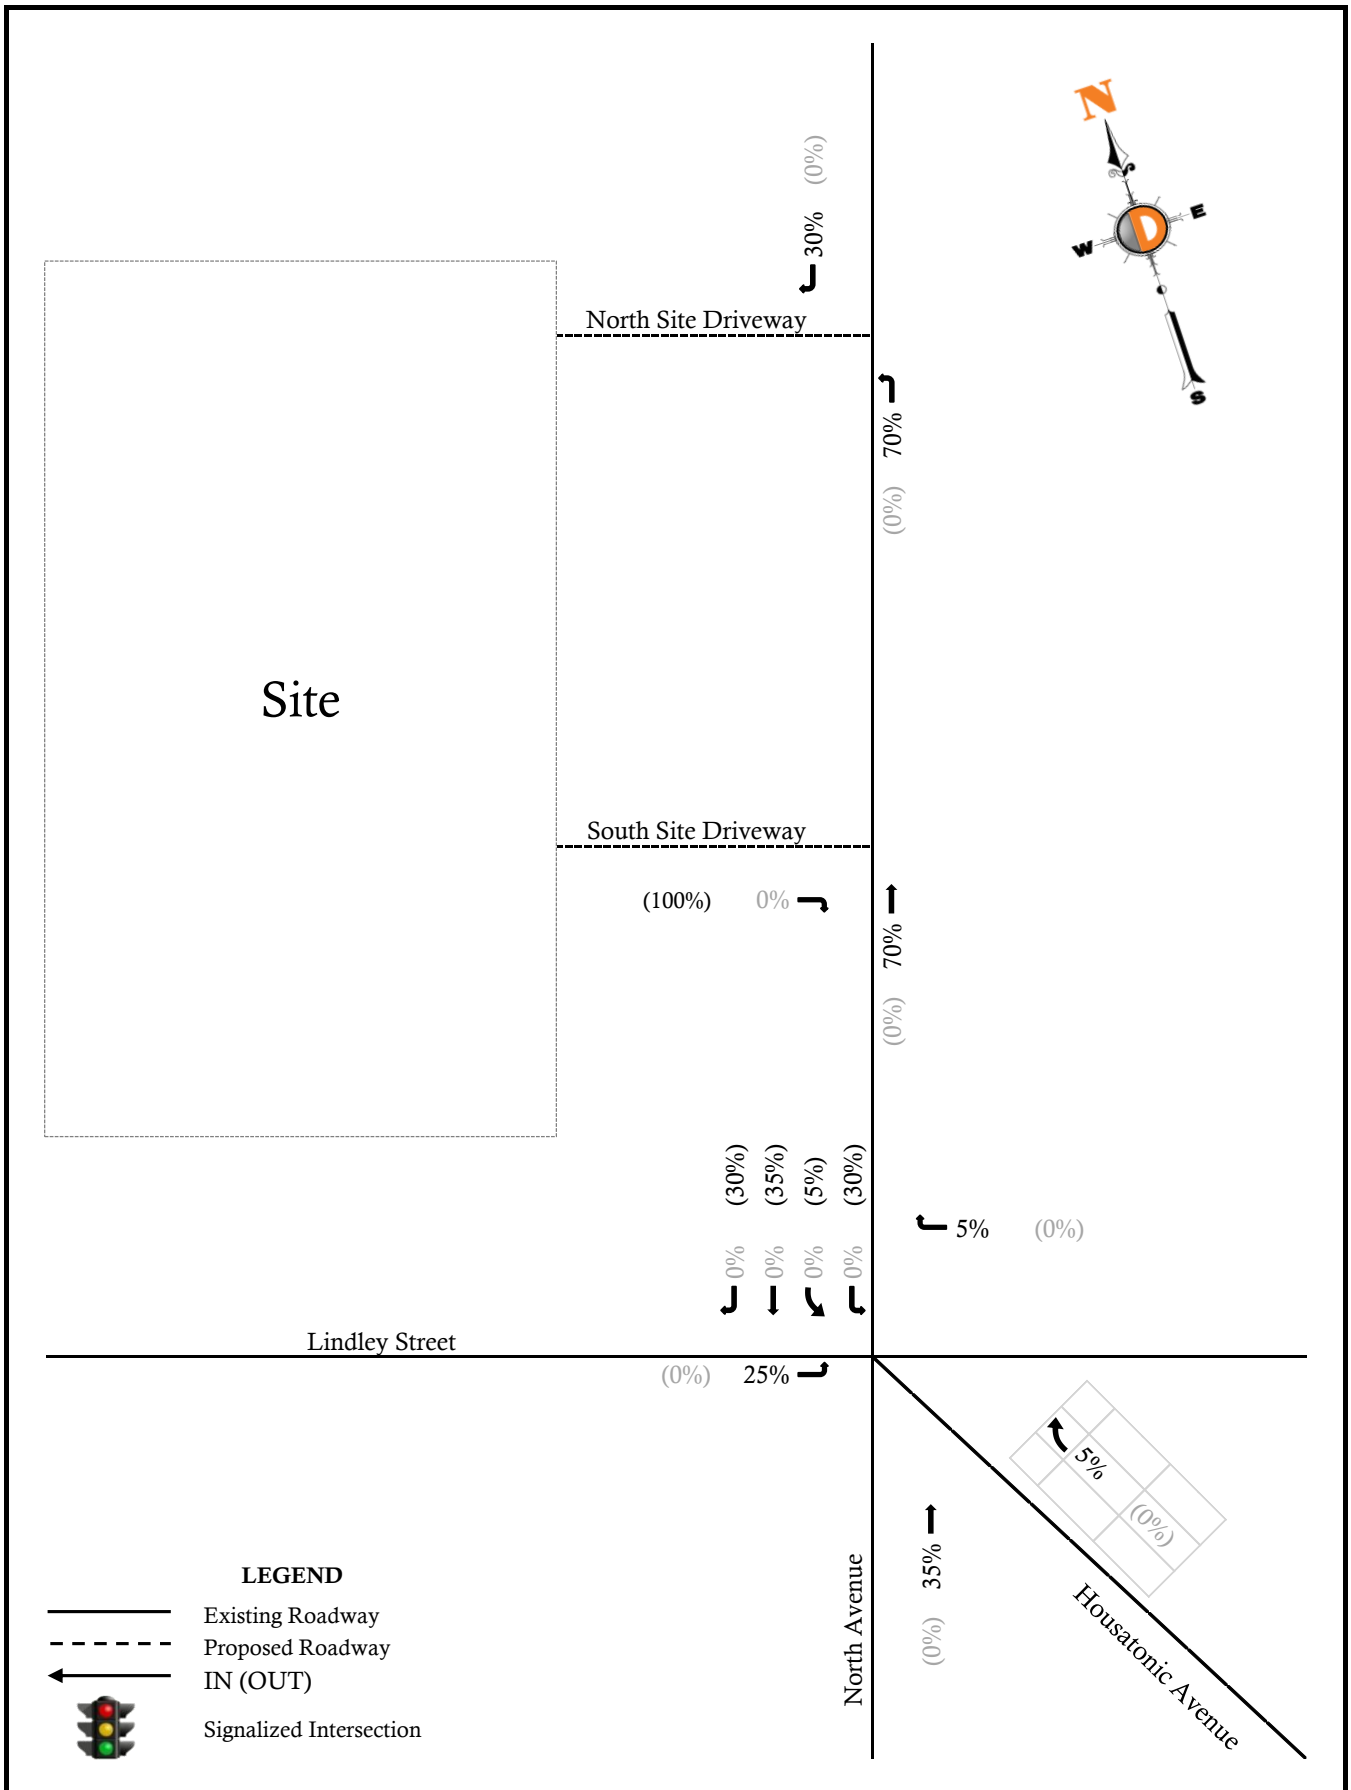 N
E
W
D
S
(0%)
30%
North Site Driveway
70%
(0%)
Site
South Site Driveway
(100%) 0%
70%
(0%)
(30%) (35%) (5%) (30%)
0% 0% 0% 0%
5% (0%)
Lindley Street
(0%) 25%
5%
(0%)
35%
(0%)
North Avenue
Housatonic Avenue
LEGEND
Existing Roadway
Proposed Roadway
IN (OUT)
Signalized Intersection